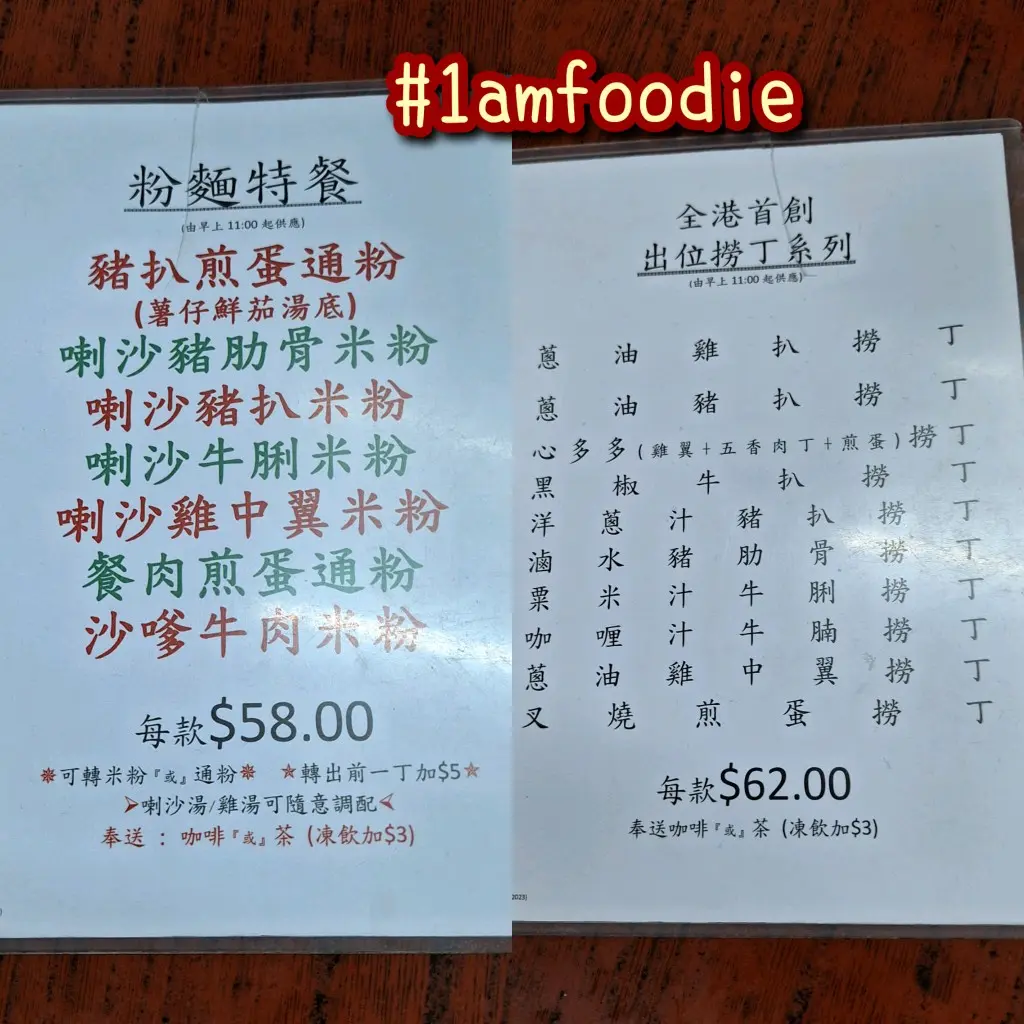 #1amfoodie
粉麵特餐
(由早上 11:00 起供應)
豬扒煎蛋通粉
(薯仔鮮茄湯底)
喇沙豬肋骨米粉
喇沙豬扒米粉
喇沙牛脷米粉
喇沙雞中翼米粉
餐肉煎蛋通粉
沙嗲牛肉米粉
每款$58.00
可轉米粉『或』通粉 轉出前一丁加$5
喇沙湯/雞湯可隨意調配
奉送 : 咖啡『或』茶 (凍飲加$3)
全港首創
出位撈丁系列
(由早上 11:00 起供應)
蔥油雞扒撈丁
蔥油豬扒撈丁
心多多(雞翼+五香肉丁+煎蛋)撈丁
黑椒牛扒撈丁
洋蔥汁豬扒撈丁
滷水豬肋骨撈丁
粟米汁牛脷撈丁
咖喱汁牛腩撈丁
蔥油雞中翼撈丁
叉燒煎蛋撈丁
每款$62.00
奉送咖啡『或』茶 (凍飲加$3)
2023)